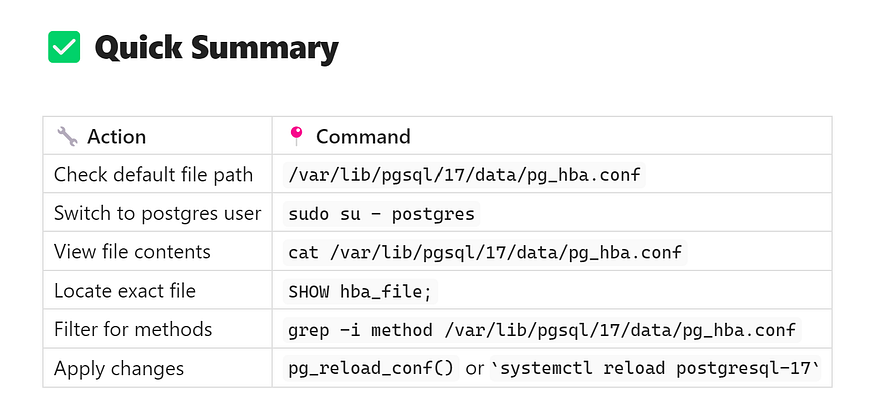 ✅ Quick Summary
🔧 Action 📍 Command
Check default file path /var/lib/pgsql/17/data/pg_hba.conf
Switch to postgres user sudo su - postgres
View file contents cat /var/lib/pgsql/17/data/pg_hba.conf
Locate exact file SHOW hba_file;
Filter for methods grep -i method /var/lib/pgsql/17/data/pg_hba.conf
Apply changes pg_reload_conf() or `systemctl reload postgresql-17`